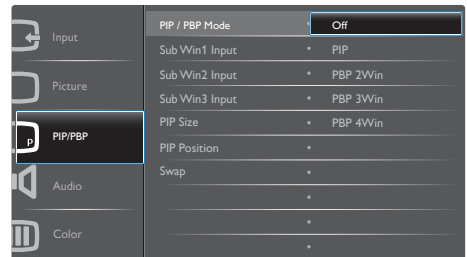 Input
Picture
P
PIP/PBP
Audio
Color
PIP / PBP Mode • Off
Sub Win1 Input • PIP
Sub Win2 Input • PBP 2Win
Sub Win3 Input • PBP 3Win
PIP Size • PBP 4Win
PIP Position •
Swap •
•
•
•